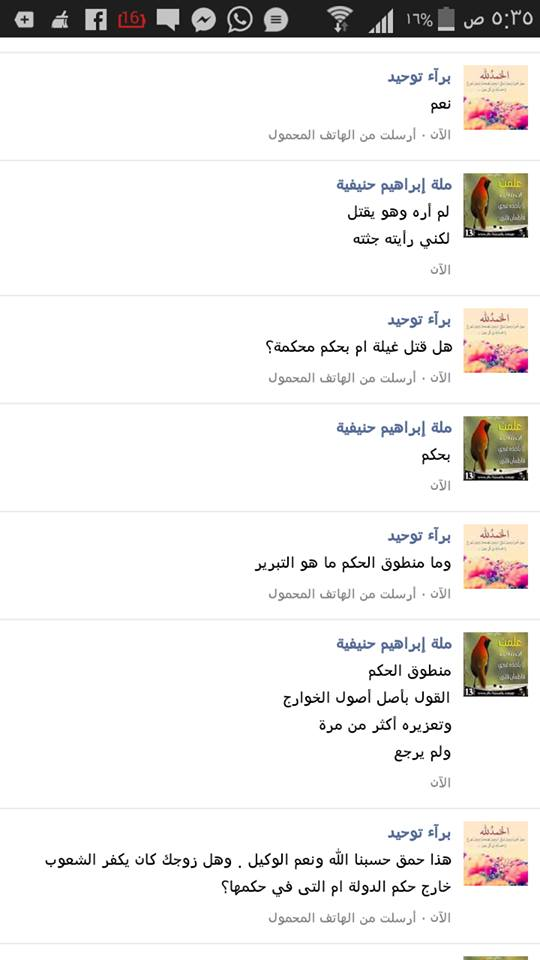 ١٦% ٥:٣٥ ص
16
برآء توحيد
نعم
الآن · أرسلت من الهاتف المحمول
ملة إبراهيم حنيفية
لم أره وهو يقتل
لكني رأيته جثته
الآن
برآء توحيد
هل قتل غيلة ام بحكم محكمة؟
الآن · أرسلت من الهاتف المحمول
ملة إبراهيم حنيفية
بحكم
الآن
برآء توحيد
وما منطوق الحكم ما هو التبرير
الآن · أرسلت من الهاتف المحمول
ملة إبراهيم حنيفية
منطوق الحكم
القول بأصل أصول الخوارج
وتعزيره أكثر من مرة
ولم يرجع
الآن
برآء توحيد
هذا حمق حسبنا الله ونعم الوكيل . وهل زوجك كان يكفر الشعوب
خارج حكم الدولة ام التى في حكمها؟
الآن · أرسلت من الهاتف المحمول